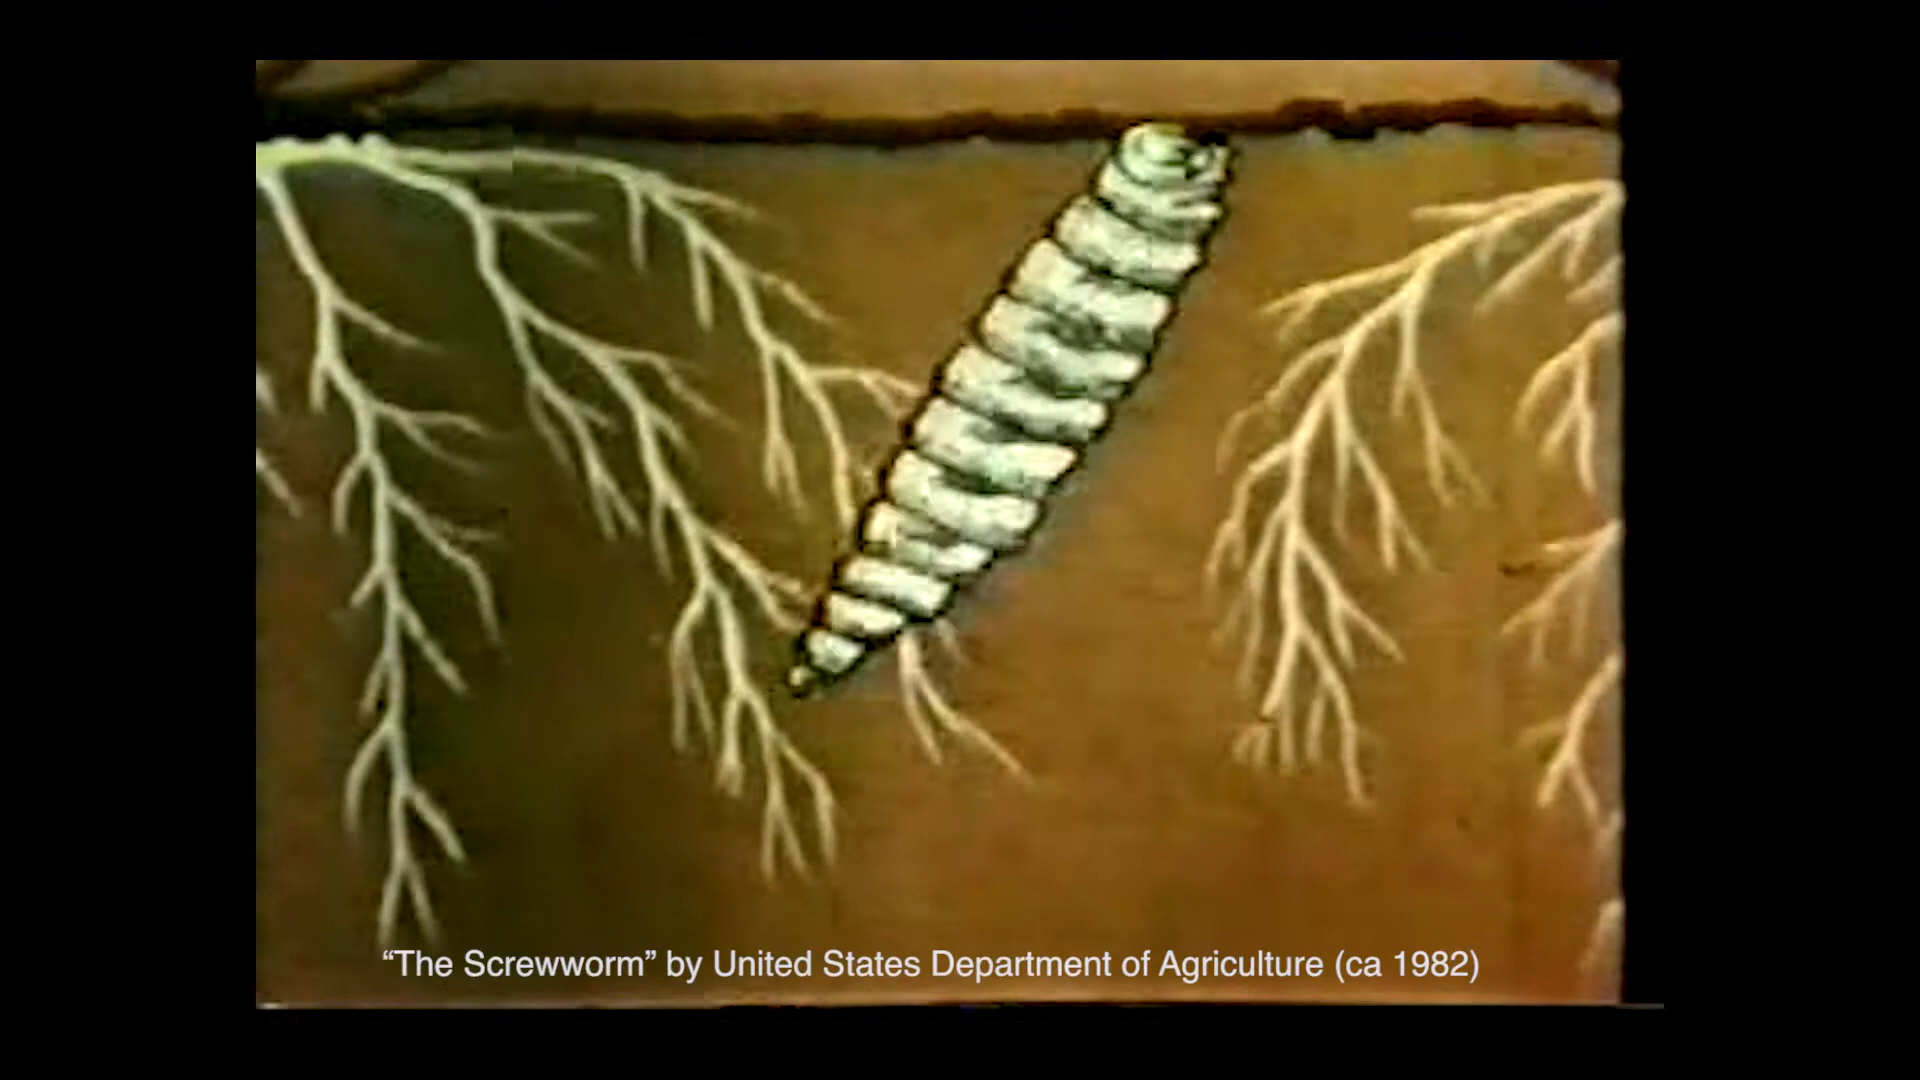 “The Screwworm” by United States Department of Agriculture (ca 1982)